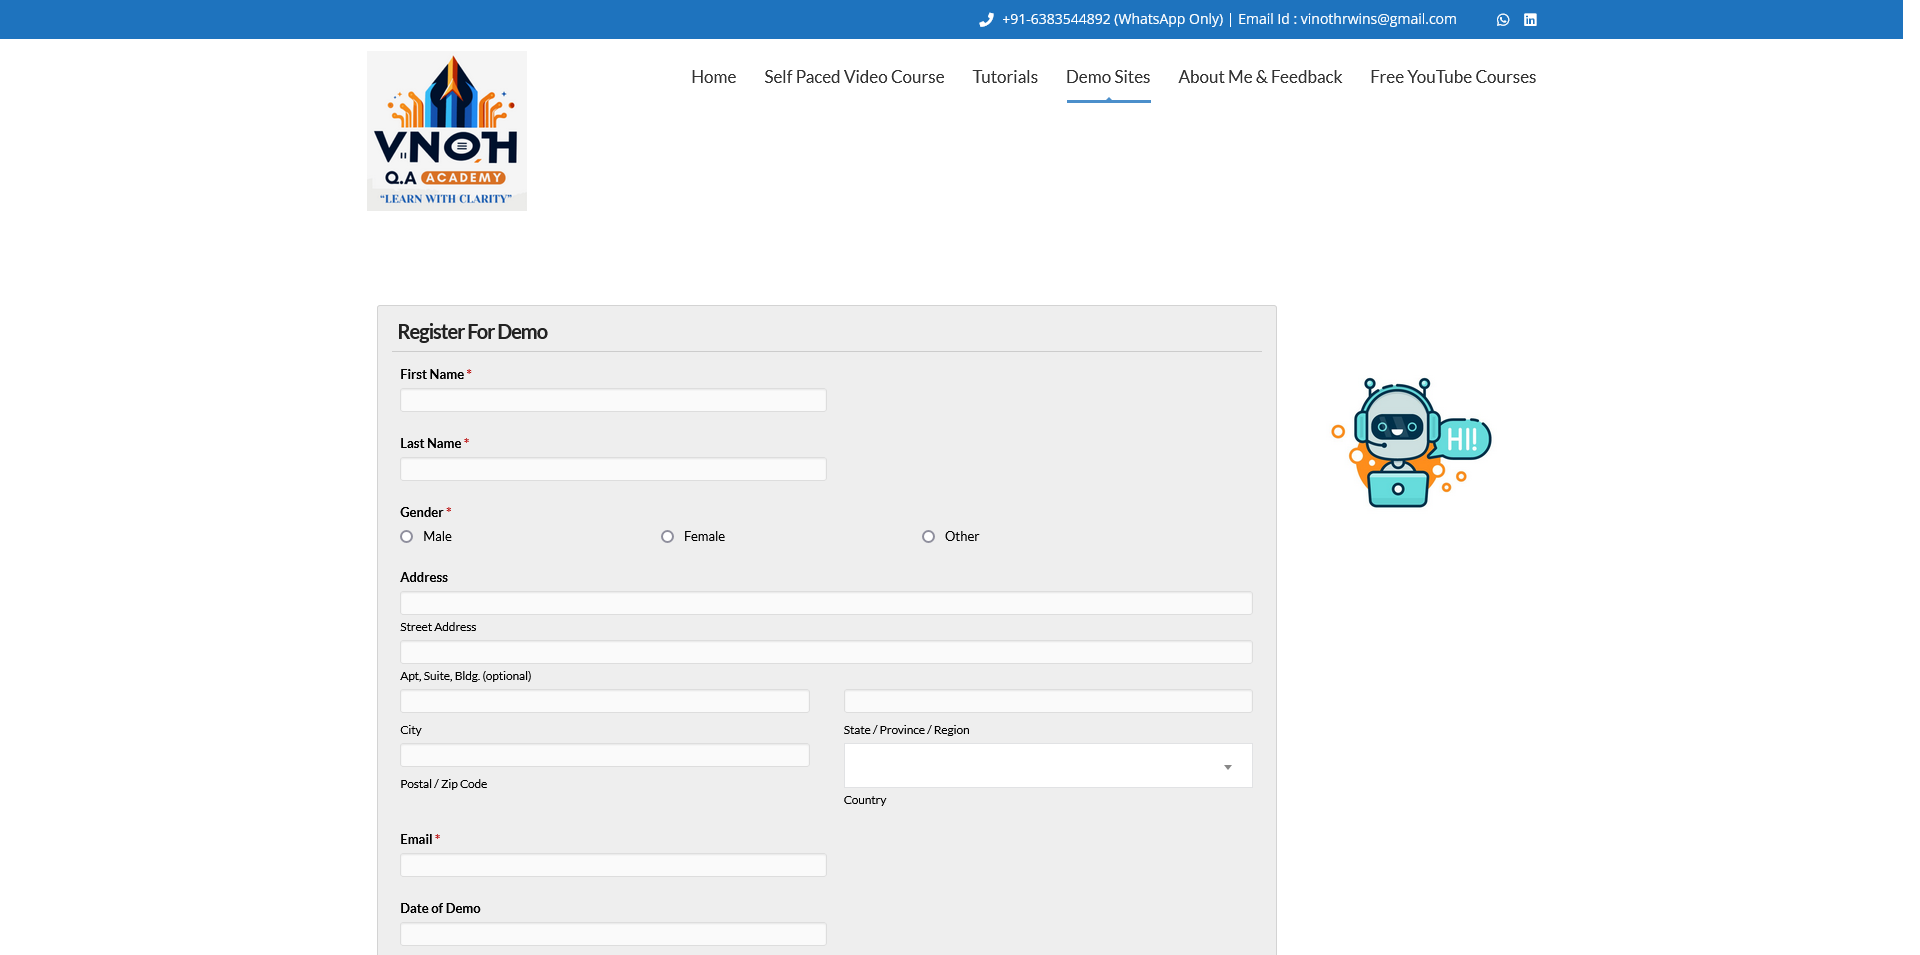 +91-6383544892 (WhatsApp Only) | Email Id : vinothrwins@gmail.com
Home Self Paced Video Course Tutorials Demo Sites About Me & Feedback Free YouTube Courses
VNOTH
Q.A ACADEMY
“LEARN WITH CLARITY”
Register For Demo
First Name *
Last Name *
Gender *
Male Female Other
Address
Street Address
Apt, Suite, Bldg. (optional)
City State / Province / Region
Postal / Zip Code
Country
Email *
Date of Demo
HI!